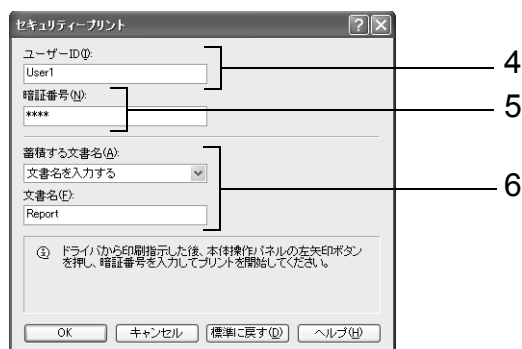 セキュリティープリント
ユーザーID(I):
User1
4
暗証番号(N):
****
5
蓄積する文書名(A):
文書名を入力する
文書名(F):
Report
6
ドライバから印刷指示した後、本体操作パネルの左矢印ボタン
を押し、暗証番号を入力してプリントを開始してください。
OK キャンセル 標準に戻す(D) ヘルプ(H)